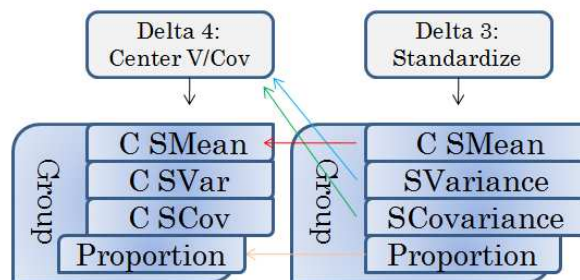 Delta 4:
Center V/Cov
Delta 3:
Standardize
Group
C SMean
C SVar
C SCov
Proportion
Group
C SMean
SVariance
SCovariance
Proportion